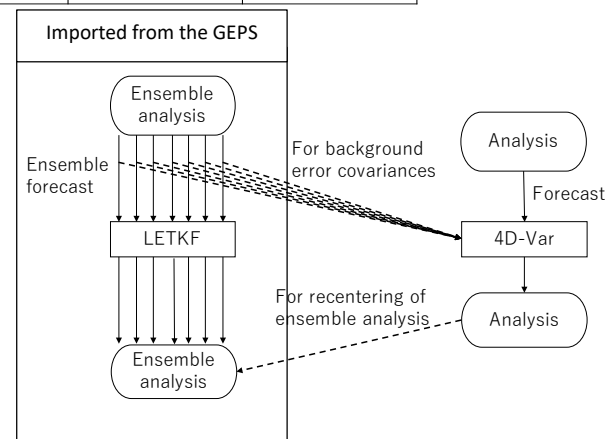 Imported from the GEPS
Ensemble
analysis
Ensemble
forecast
For background
error covariances
Analysis
Forecast
LETKF
4D-Var
For recentering of
ensemble analysis
Analysis
Ensemble
analysis